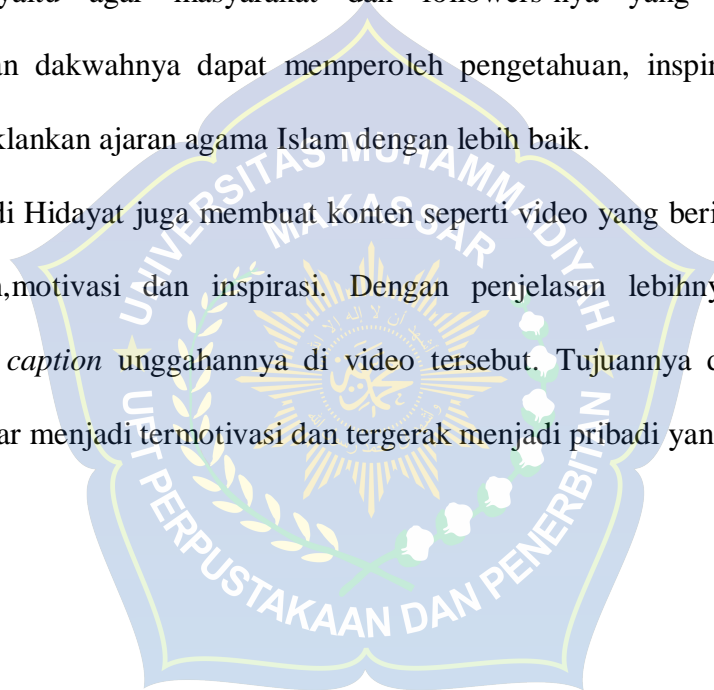 yaitu agar masyarakat dan followers-nya yang
an dakwahnya dapat memperoleh pengetahuan, inspir
klankan ajaran agama Islam dengan lebih baik.
di Hidayat juga membuat konten seperti video yang beri
,motivasi dan inspirasi. Dengan penjelasan lebihny
caption unggahannya di video tersebut. Tujuannya d
ar menjadi termotivasi dan tergerak menjadi pribadi yan
UNIVERSITAS MUHAMMADIYAH
MAKASSAR
UPT PERPUSTAKAAN DAN PENERBITAN